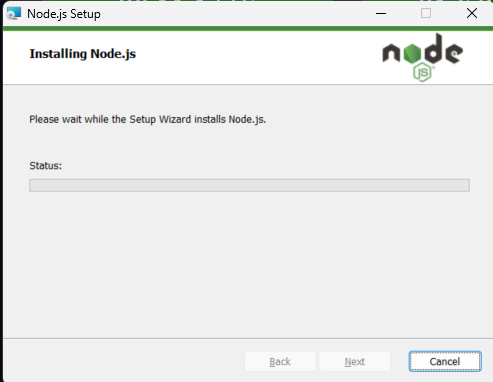 Node.js Setup
Installing Node.js
node
JS
Please wait while the Setup Wizard installs Node.js.
Status:
Back
Next
Cancel